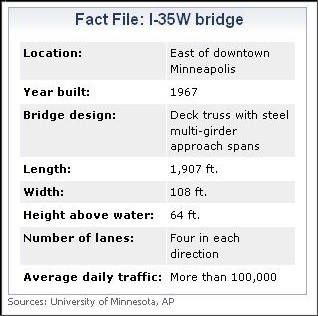 Fact File: I-35W bridge
Location: East of downtown
Minneapolis
Year built: 1967
Bridge design: Deck truss with steel
multi-girder
approach spans
Length: 1,907 ft.
Width: 108 ft.
Height above water: 64 ft.
Number of lanes: Four in each
direction
Average daily traffic: More than 100,000
Sources: University of Minnesota, AP